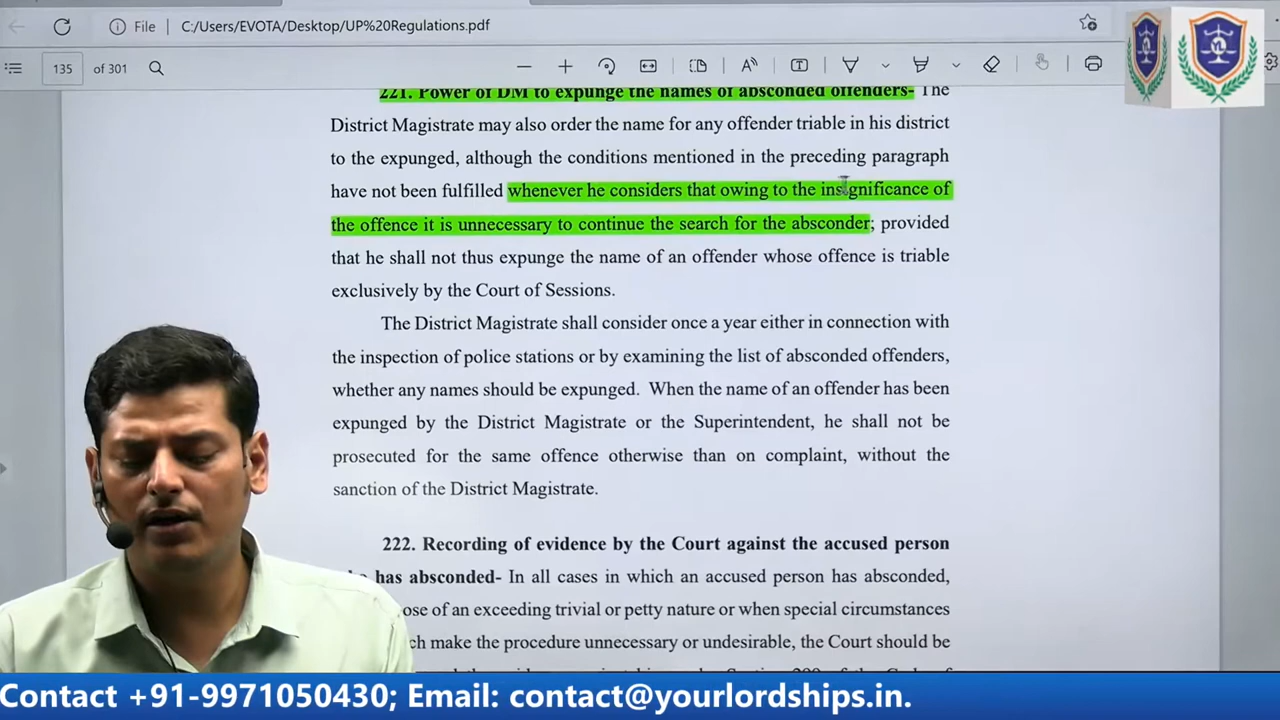 File
C:/Users/EVOTA/Desktop/UP%20Regulations.pdf
135 of 301
221. Power of DM to expunge the names of absconded offenders- The
District Magistrate may also order the name for any offender triable in his district
to the expunged, although the conditions mentioned in the preceding paragraph
have not been fulfilled whenever he considers that owing to the insignificance of
the offence it is unnecessary to continue the search for the absconder; provided
that he shall not thus expunge the name of an offender whose offence is triable
exclusively by the Court of Sessions.
The District Magistrate shall consider once a year either in connection with
the inspection of police stations or by examining the list of absconded offenders,
whether any names should be expunged. When the name of an offender has been
expunged by the District Magistrate or the Superintendent, he shall not be
prosecuted for the same offence otherwise than on complaint, without the
sanction of the District Magistrate.
222. Recording of evidence by the Court against the accused person
has absconded- In all cases in which an accused person has absconded,
of an exceeding trivial or petty nature or when special circumstances
make the procedure unnecessary or undesirable, the Court should be
Contact +91-9971050430; Email: contact@yourlordships.in.